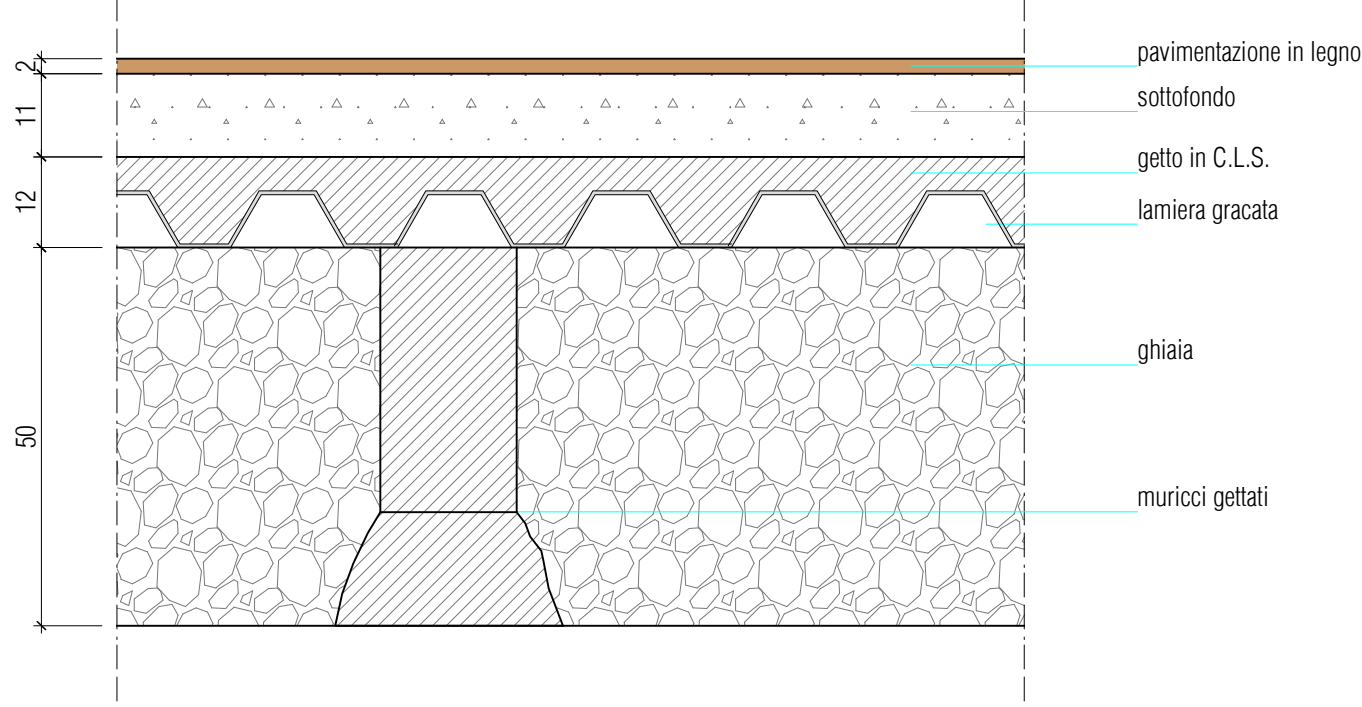 2
pavimentazione in legno
11
sottofondo
12
getto in C.L.S.
lamiera gracata
50
ghiaia
muricci gettati